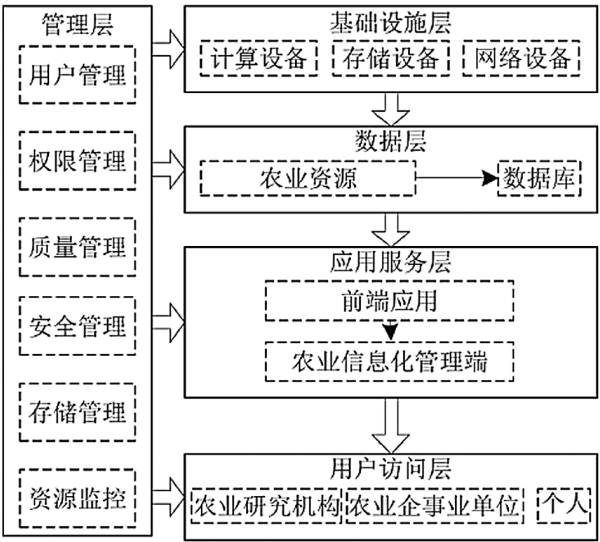 管理层
用户管理
权限管理
质量管理
安全管理
存储管理
资源监控
基础设施层
计算设备 存储设备 网络设备
数据层
农业资源 数据库
应用服务层
前端应用
农业信息化管理端
用户访问层
农业研究机构 农业企事业单位 个人